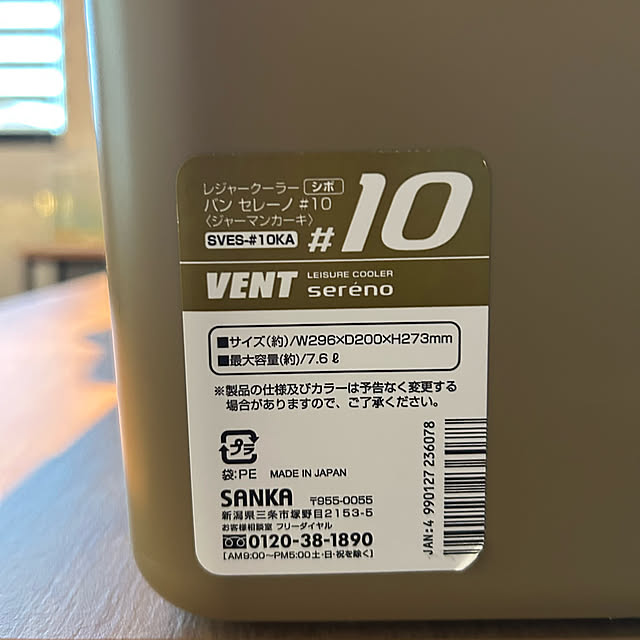 レジャークーラー シボ
バン セレーノ #10
〈ジャーマンカーキ〉
SVES-#10KA
#10
VENT LEISURE COOLER
seréno
■サイズ(約)/W296×D200×H273mm
■最大容量(約)/7.6ℓ
※製品の仕様及びカラーは予告なく変更する
場合がありますので、ご了承ください。
プラ
袋:PE MADE IN JAPAN
SANKA 〒955-0055
新潟県三条市塚野目2153-5
お客様相談室 フリーダイヤル
0120-38-1890
[AM9:00~PM5:00土・日・祝を除く]
JAN:4 990127 236078